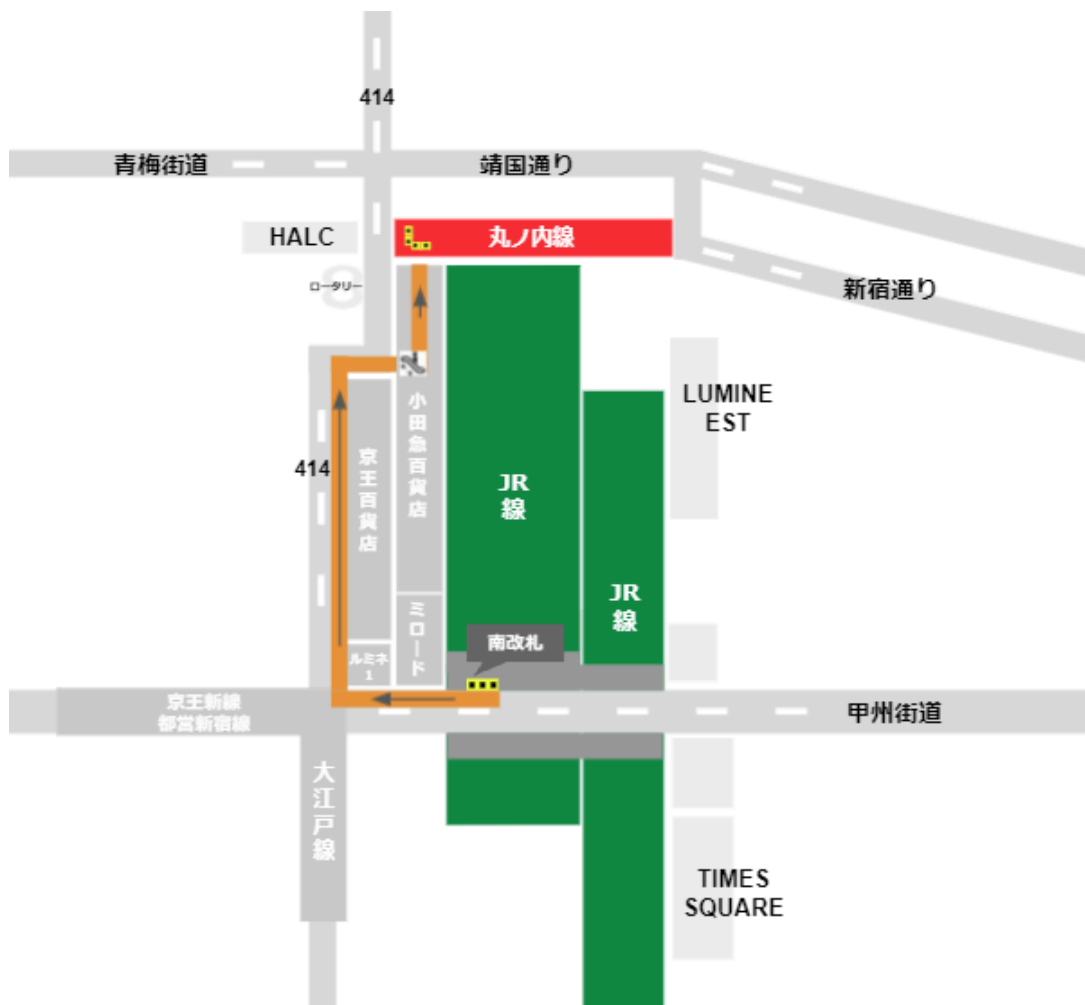 414
青梅街道
靖国通り
HALC
丸ノ内線
ロータリー
新宿通り
LUMINE
EST
小田急百貨店
414
京王百貨店
JR
線
JR
線
ミロード
南改札
ルミネ
1
京王新線
都営新宿線
甲州街道
大江戸線
TIMES
SQUARE